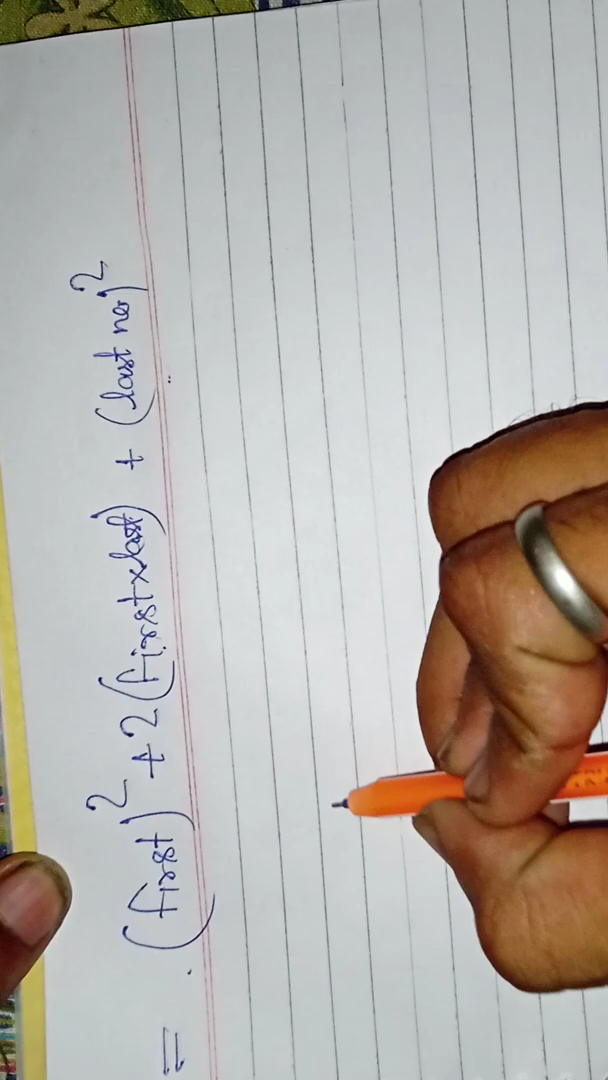 = (first)² + 2(first×last) + (last no)²